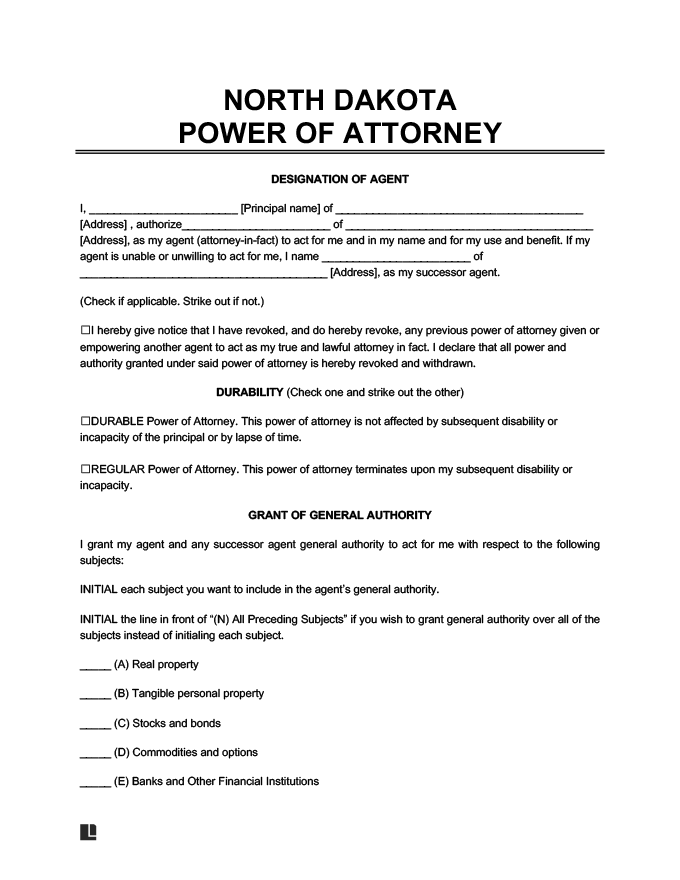 NORTH DAKOTA
POWER OF ATTORNEY
DESIGNATION OF AGENT
I, _________________________ [Principal name] of __________________________________________
[Address] , authorize_________________________ of __________________________________________
[Address], as my agent (attorney-in-fact) to act for me and in my name and for my use and benefit. If my
agent is unable or unwilling to act for me, I name _________________________ of
__________________________________________ [Address], as my successor agent.
(Check if applicable. Strike out if not.)
☐I hereby give notice that I have revoked, and do hereby revoke, any previous power of attorney given or
empowering another agent to act as my true and lawful attorney in fact. I declare that all power and
authority granted under said power of attorney is hereby revoked and withdrawn.
DURABILITY (Check one and strike out the other)
☐DURABLE Power of Attorney. This power of attorney is not affected by subsequent disability or
incapacity of the principal or by lapse of time.
☐REGULAR Power of Attorney. This power of attorney terminates upon my subsequent disability or
incapacity.
GRANT OF GENERAL AUTHORITY
I grant my agent and any successor agent general authority to act for me with respect to the following
subjects:
INITIAL each subject you want to include in the agent’s general authority.
INITIAL the line in front of “(N) All Preceding Subjects” if you wish to grant general authority over all of the
subjects instead of initialing each subject.
_____ (A) Real property
_____ (B) Tangible personal property
_____ (C) Stocks and bonds
_____ (D) Commodities and options
_____ (E) Banks and Other Financial Institutions